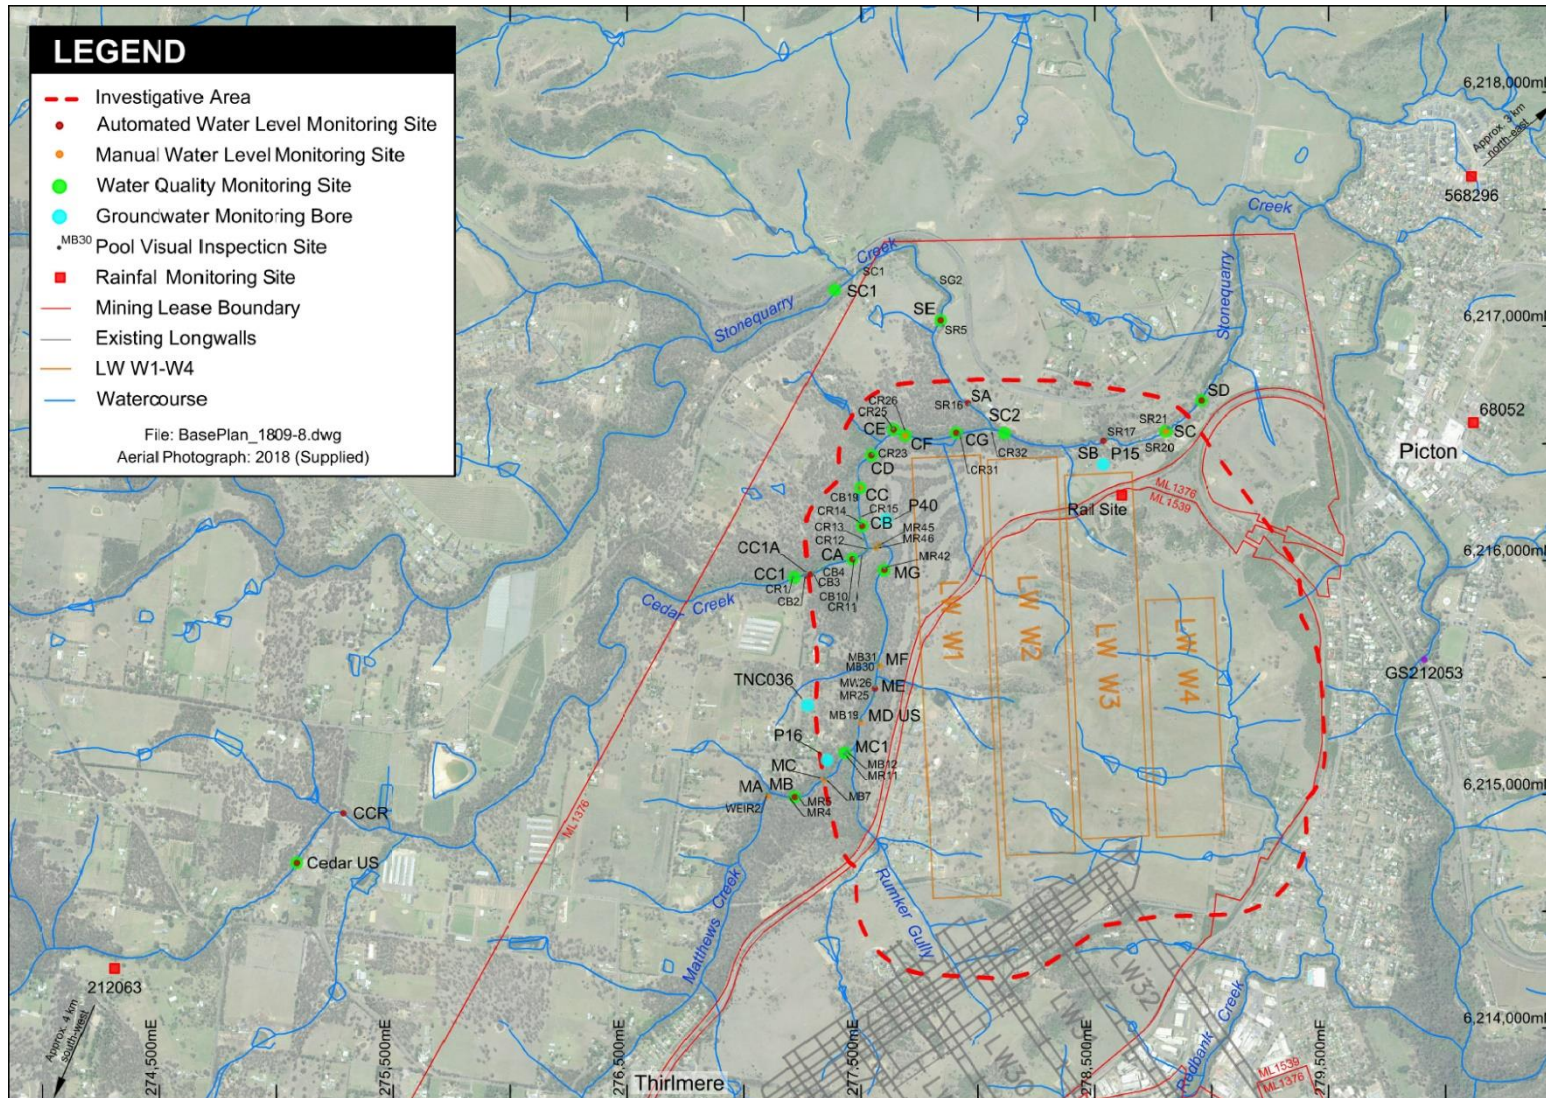 LEGEND
Investigative Area
Automated Water Level Monitoring Site
Manual Water Level Monitoring Site
Water Quality Monitoring Site
Groundwater Monitoring Bore
MB30 Pool Visual Inspection Site
Rainfal Monitoring Site
Mining Lease Boundary
Existing Longwalls
LW W1-W4
Watercourse
File: BasePlan_1809-8.dwg
Aerial Photograph: 2018 (Supplied)
6,218,000m
Approx. 3 km
north-east
568296
Creek
Creek
SC1
SC1
SG2
Stonequarry
Stonequarry
SE
SR5
6,217,000m
SD
SA
SR16
CR26
CR25
CE
CF
CG
SC2
CR32
CR31
SR21
SC
SR20
SR17
SB
P15
68052
Picton
CR23
CD
CC
CB19
CR15
CR14
CB
P40
ML1376
ML1539
Rail Site
CR13
CR12
MR45
MR46
MR42
MG
CC1A
CA
CC1
CR1
CB2
CB4
CB3
CB10
CR11
Cedar Creek
6,216,000m
LW W1
LW W2
LW W3
LW W4
MB31
MB30
MF
MW26
MR25
ME
GS212053
TNC036
MB19
MD US
P16
MC1
MB12
MR11
MC
MB7
MA
MB
MR5
MR4
WEIR2
6,215,000m
CCR
ML1376
Cedar US
Matthews Creek
Rumker Gully
212063
Approx. 4 km
south-west
LW32
LW30
Redbank Creek
6,214,000m
ML1539
ML1376
274,500mE
275,500mE
276,500mE
277,500mE
278,500mE
279,500mE
Thirlmere